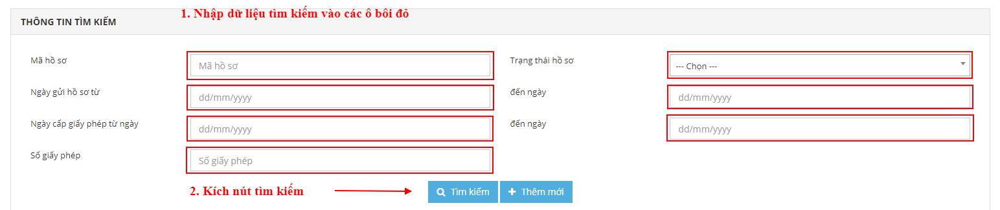 1. Nhập dữ liệu tìm kiếm vào các ô bôi đỏ
THÔNG TIN TÌM KIẾM
Mã hồ sơ
Mã hồ sơ
Trạng thái hồ sơ
--- Chọn ---
Ngày gửi hồ sơ từ
dd/mm/yyyy
đến ngày
dd/mm/yyyy
Ngày cấp giấy phép từ ngày
dd/mm/yyyy
đến ngày
dd/mm/yyyy
Số giấy phép
Số giấy phép
2. Kích nút tìm kiếm
Tìm kiếm
Thêm mới